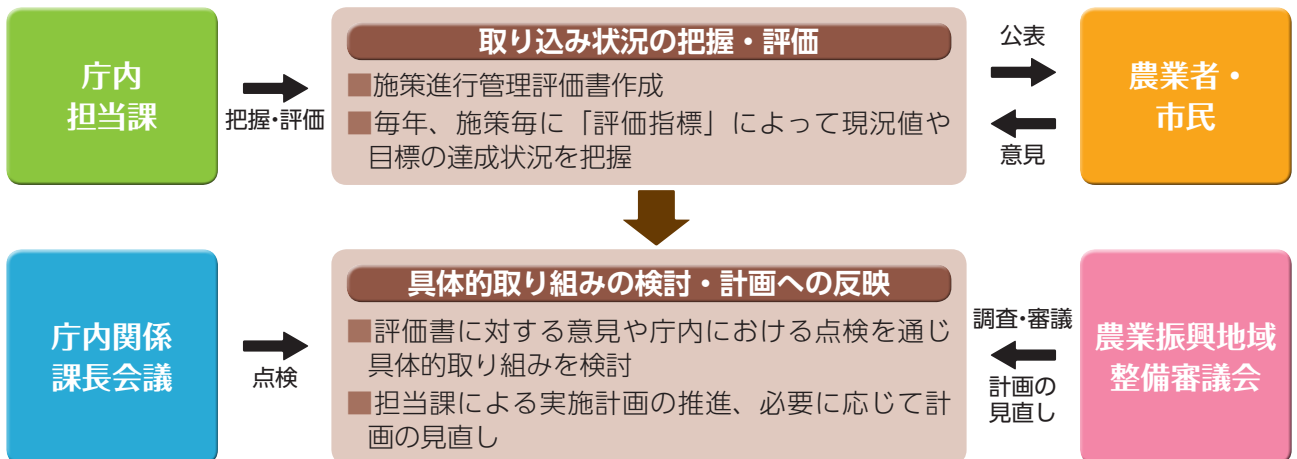 庁内
担当課
把握・評価
取り込み状況の把握・評価
■施策進行管理評価書作成
■毎年、施策毎に「評価指標」によって現況値や
目標の達成状況を把握
公表
意見
農業者・
市民
庁内関係
課長会議
点検
具体的取り組みの検討・計画への反映
■評価書に対する意見や庁内における点検を通じ
具体的取り組みを検討
■担当課による実施計画の推進、必要に応じて計
画の見直し
調査・審議
計画の
見直し
農業振興地域
整備審議会